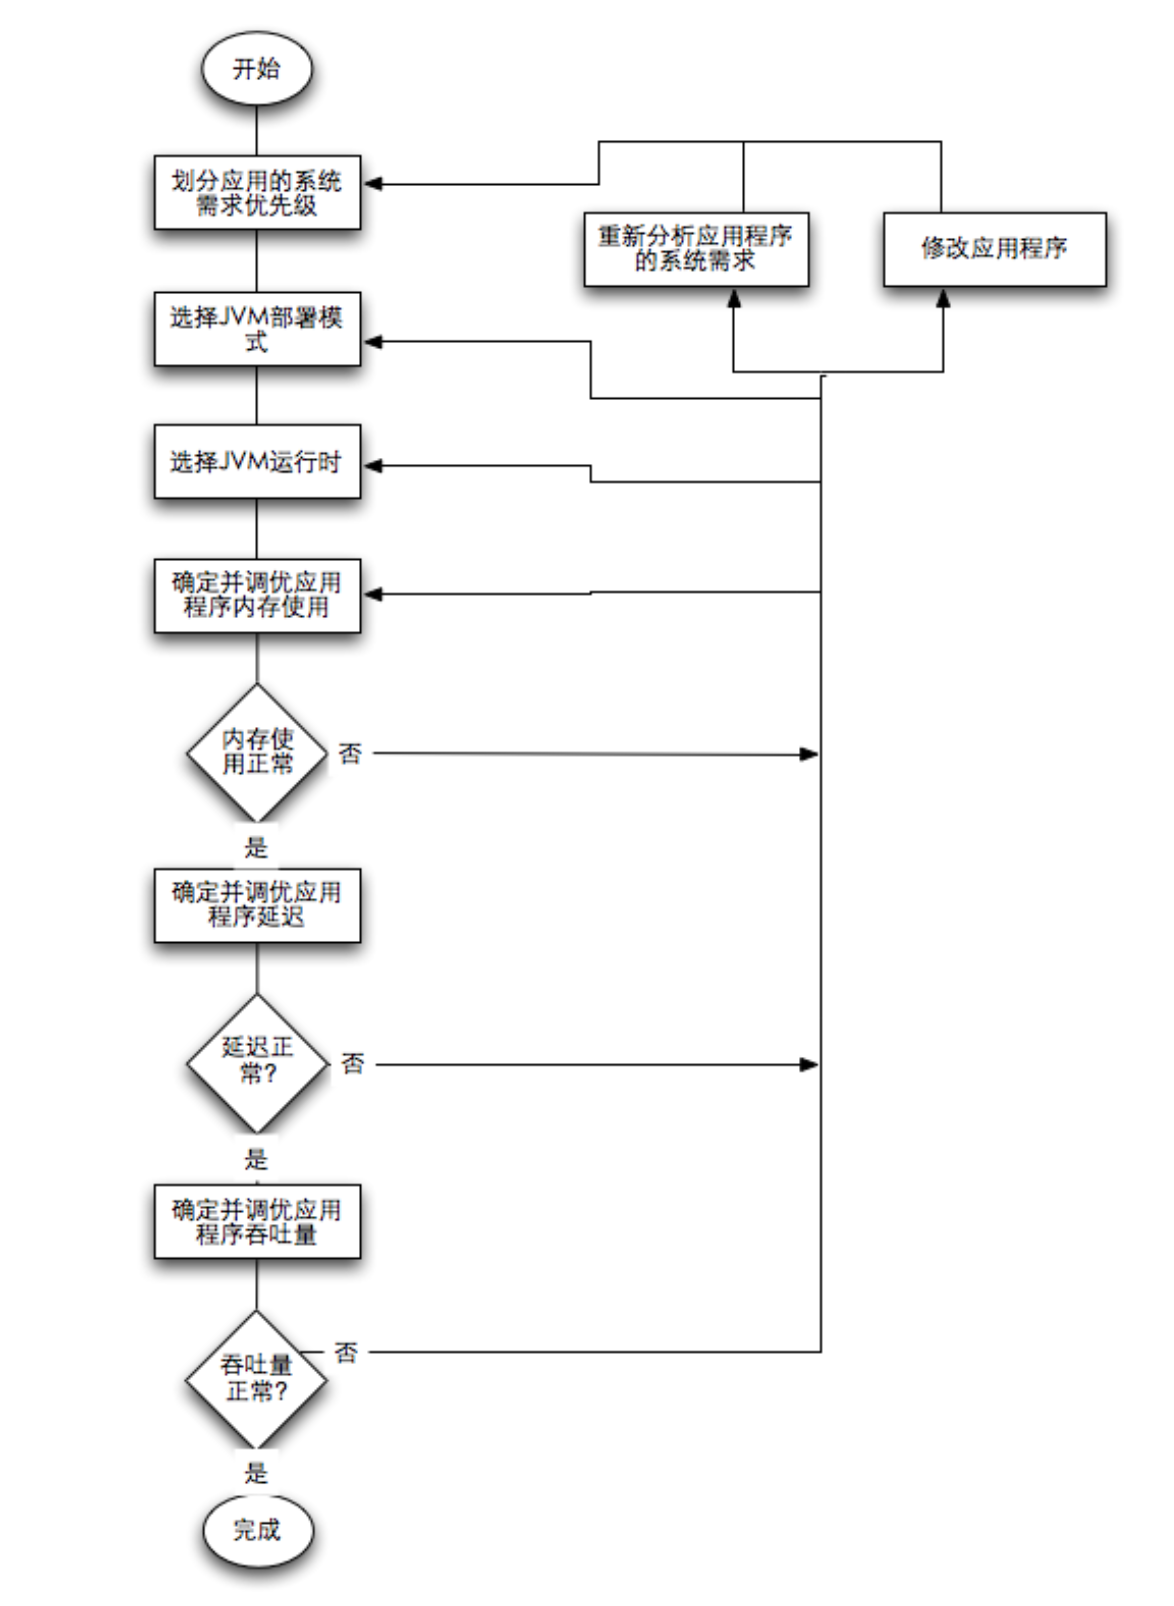 开始
划分应用的系统
需求优先级
重新分析应用程序
的系统需求
修改应用程序
选择JVM部署模
式
选择JVM运行时
确定并调优应用
程序内存使用
内存使
用正常
否
是
确定并调优应用
程序延迟
延迟正
常?
否
是
确定并调优应用
程序吞吐量
否
吞吐量
正常?
是
完成